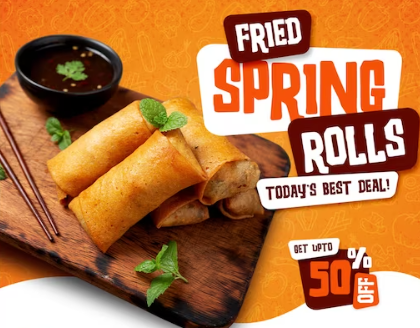 FRIED
SPRING
ROLLS
TODAY'S BEST DEAL!
GET UPTO
50% OFF